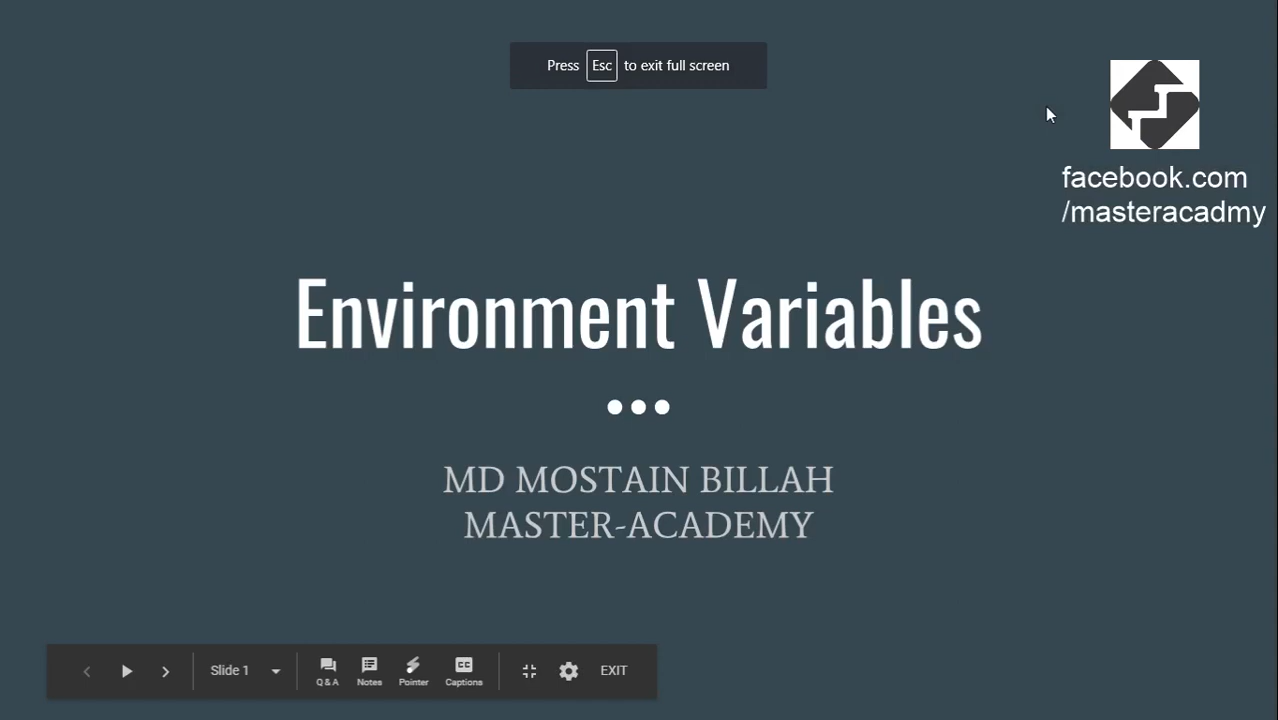 Press Esc to exit full screen
facebook.com
/masteracadmy
Environment Variables
MD MOSTAIN BILLAH
MASTER-ACADEMY
Slide 1
Q & A
Notes
Pointer
CC
Captions
EXIT